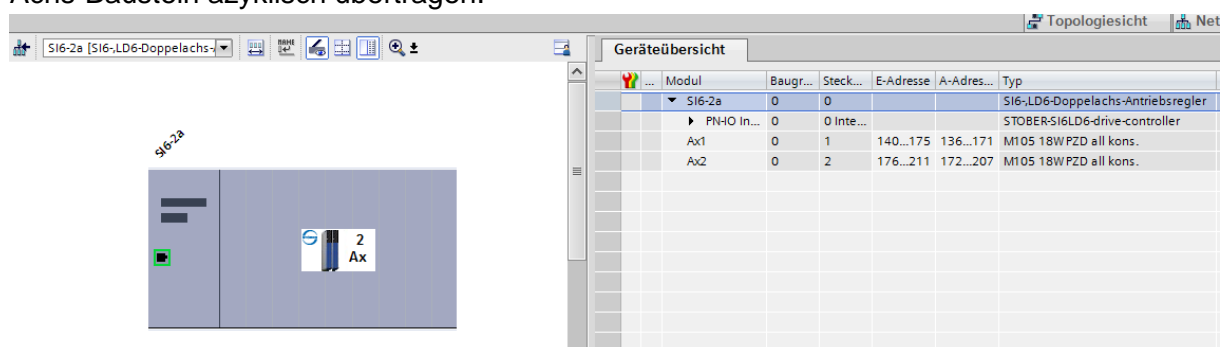 Achs-Baustein azyklisch übertragen.
Topologiesicht Net
SI6-2a [SI6-,LD6-Doppelachs-
Geräteübersicht
... Modul Baugr... Steck... E-Adresse A-Adres... Typ
SI6-2a 0 0 SI6-,LD6-Doppelachs-Antriebsregler
PN-IO In... 0 0 Inte... STOBER-SI6LD6-drive-controller
Ax1 0 1 140...175 136...171 M105 18W PZD all kons.
Ax2 0 2 176...211 172...207 M105 18W PZD all kons.
SI6-2a
2
Ax